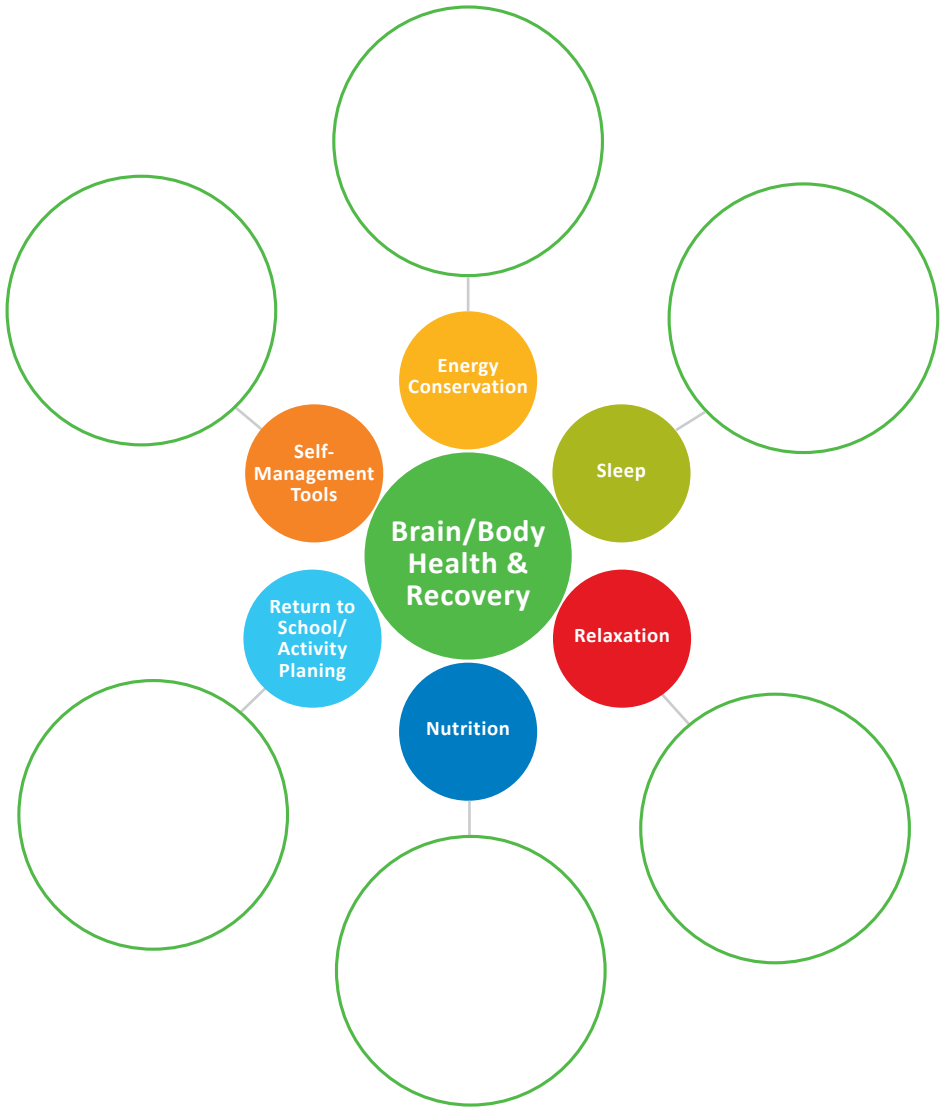 Energy
Conservation
Self-
Management
Tools
Sleep
Brain/Body
Health &
Recovery
Return to
School/
Activity
Planing
Relaxation
Nutrition